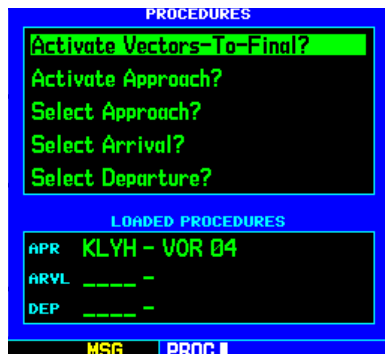 PROCEDURES
Activate Vectors-To-Final?
Activate Approach?
Select Approach?
Select Arrival?
Select Departure?
LOADED PROCEDURES
APR KLYH - VOR 04
ARVL ____ -
DEP ____ -
MSG PROC